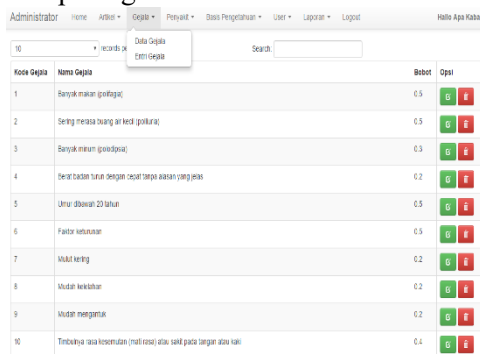 Administrator Home Artikel Gejala Penyakit Basis Pengetahuan User Laporan Logout Hallo Apa Kaba
Data Gejala
Entri Gejala
10 records pe Search:
Kode Gejala Nama Gejala Bobot Opsi
1 Banyak makan (polifagia) 0.5
2 Sering merasa buang air kecil (poliuria) 0.5
3 Banyak minum (polidipsia) 0.3
4 Berat badan turun dengan cepat tanpa alasan yang jelas 0.2
5 Umur dibawah 20 tahun 0.5
6 Faktor keturunan 0.5
7 Mulut kering 0.2
8 Mudah kelelahan 0.2
9 Mudah mengantuk 0.2
10 Timbulnya rasa kesemutan (mati rasa) atau sakit pada tangan atau kaki 0.4